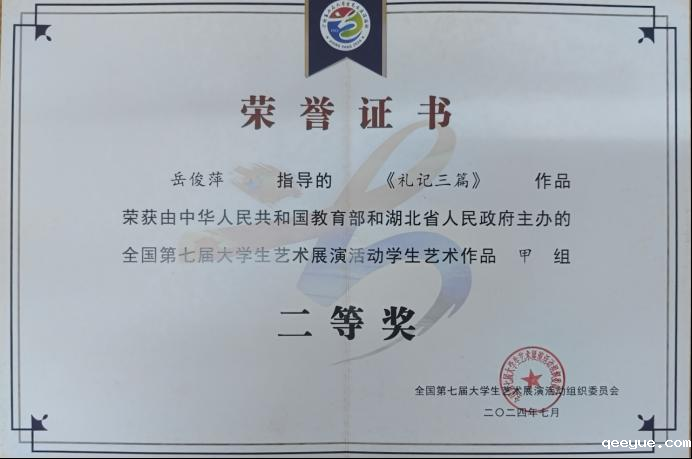 荣誉证书
岳俊萍 指导的 《礼记三篇》 作品
荣获由中华人民共和国教育部和湖北省人民政府主办的
全国第七届大学生艺术展演活动学生艺术作品 甲 组
二等奖
全国第七届大学生艺术展演活动组织委员会
二〇二四年七月
qeeyue.com